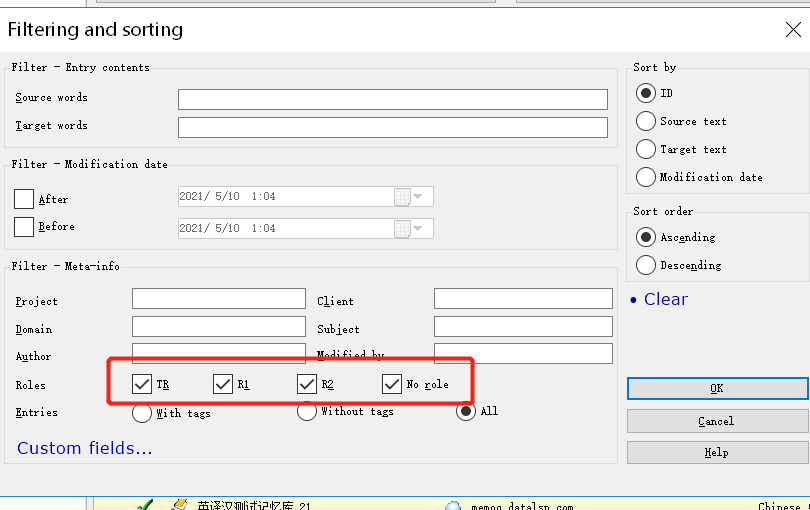 Filtering and sorting
Filter - Entry contents
Source words
Target words
Filter - Modification date
After 2021/ 5/10 1:04
Before 2021/ 5/10 1:04
Filter - Meta-info
Project Client
Domain Subject
Author Modified by
Roles TR R1 R2 No role
Entries With tags Without tags All
Custom fields...
Sort by
ID
Source text
Target text
Modification date
Sort order
Ascending
Descending
• Clear
OK
Cancel
Help
英译汉测试记忆库_21 memoq.datalsp.com Chinese